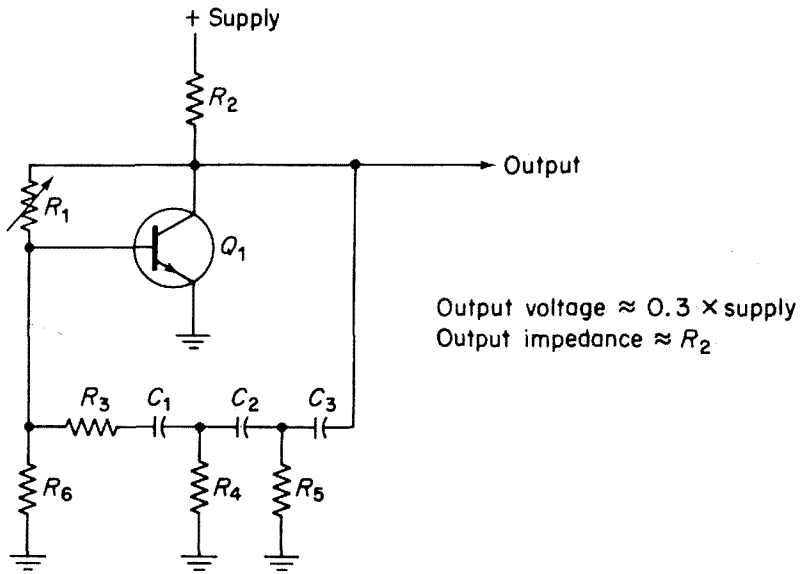 + Supply
R2
Output
R1
Q1
Output voltage ≈ 0.3 × supply
Output impedance ≈ R2
R3
C1
C2
C3
R6
R4
R5